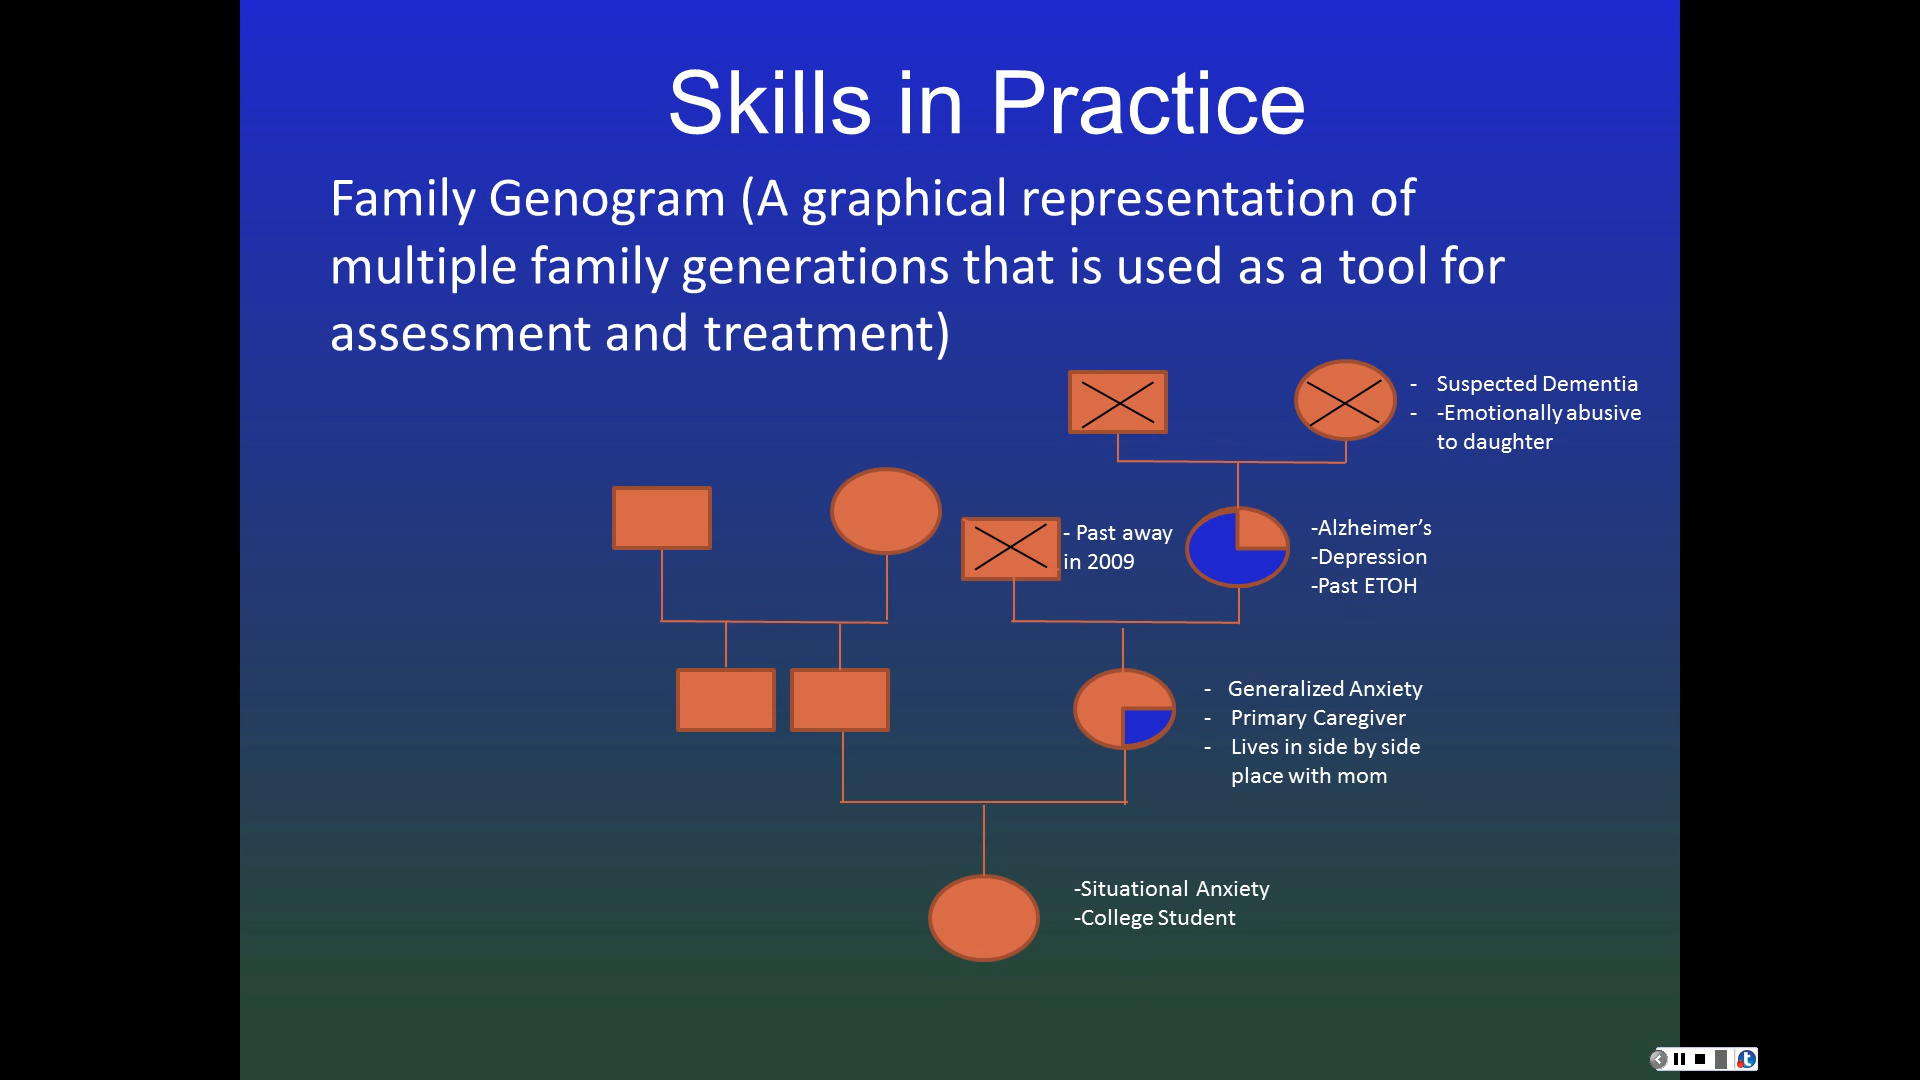 Skills in Practice
Family Genogram (A graphical representation of
multiple family generations that is used as a tool for
assessment and treatment)
- Suspected Dementia
- -Emotionally abusive
to daughter
- Past away
in 2009
-Alzheimer’s
-Depression
-Past ETOH
- Generalized Anxiety
- Primary Caregiver
- Lives in side by side
place with mom
-Situational Anxiety
-College Student
t